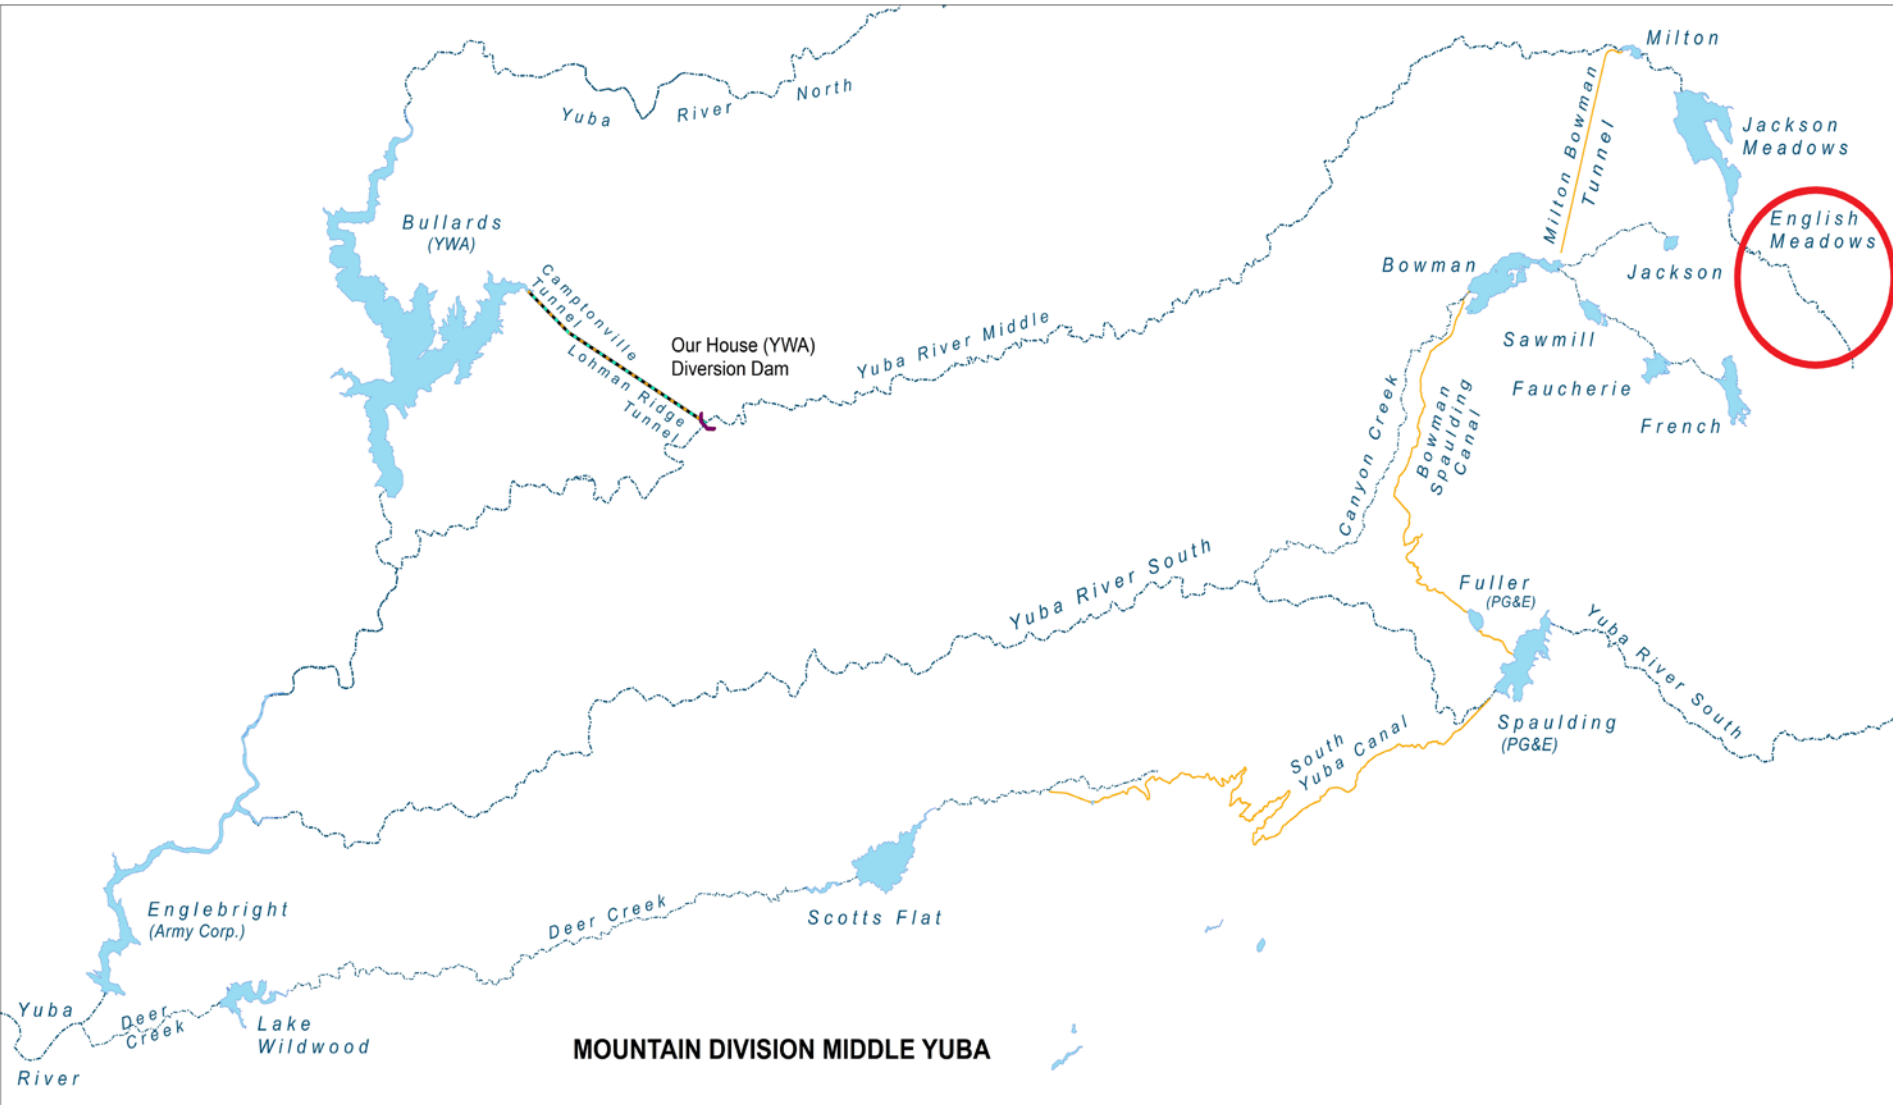 Milton
Yuba River North
Milton Bowman
Tunnel
Jackson
Meadows
English
Meadows
Bullards
(YWA)
Bowman
Jackson
Camptonville
Tunnel
Lohman Ridge
Tunnel
Our House (YWA)
Diversion Dam
Yuba River Middle
Sawmill
Faucherie
French
Canyon Creek
Bowman
Spaulding
Canal
Yuba River South
Fuller
(PG&E)
Yuba River South
Spaulding
(PG&E)
South
Yuba Canal
Englebright
(Army Corp.)
Deer Creek
Scotts Flat
Yuba
River
Deer
Creek
Lake
Wildwood
MOUNTAIN DIVISION MIDDLE YUBA